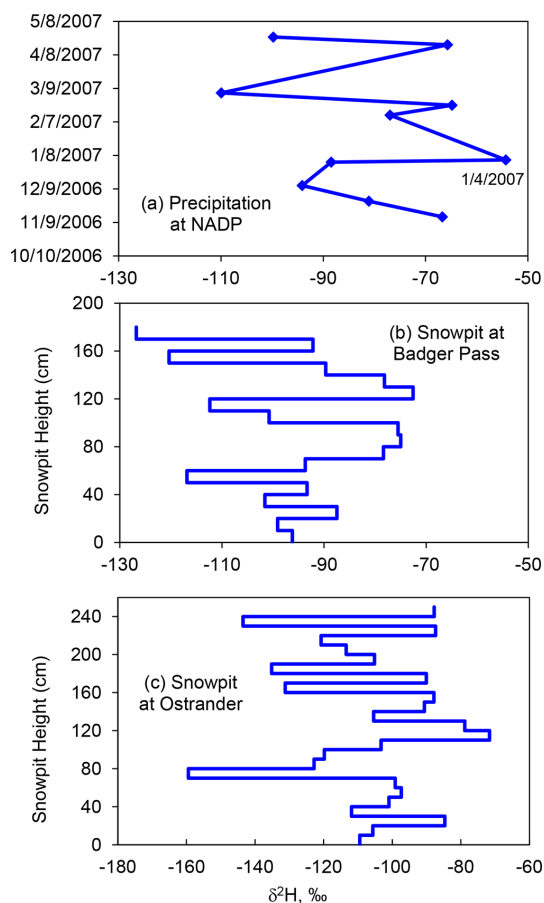 5/8/2007
4/8/2007
3/9/2007
2/7/2007
1/8/2007
12/9/2006
11/9/2006
10/10/2006
1/4/2007
(a) Precipitation
at NADP
-130 -110 -90 -70 -50
200
160
120
80
40
0
Snowpit Height (cm)
(b) Snowpit at
Badger Pass
-130 -110 -90 -70 -50
240
200
160
120
80
40
0
Snowpit Height (cm)
(c) Snowpit
at Ostrander
-180 -160 -140 -120 -100 -80 -60
δ²H, ‰